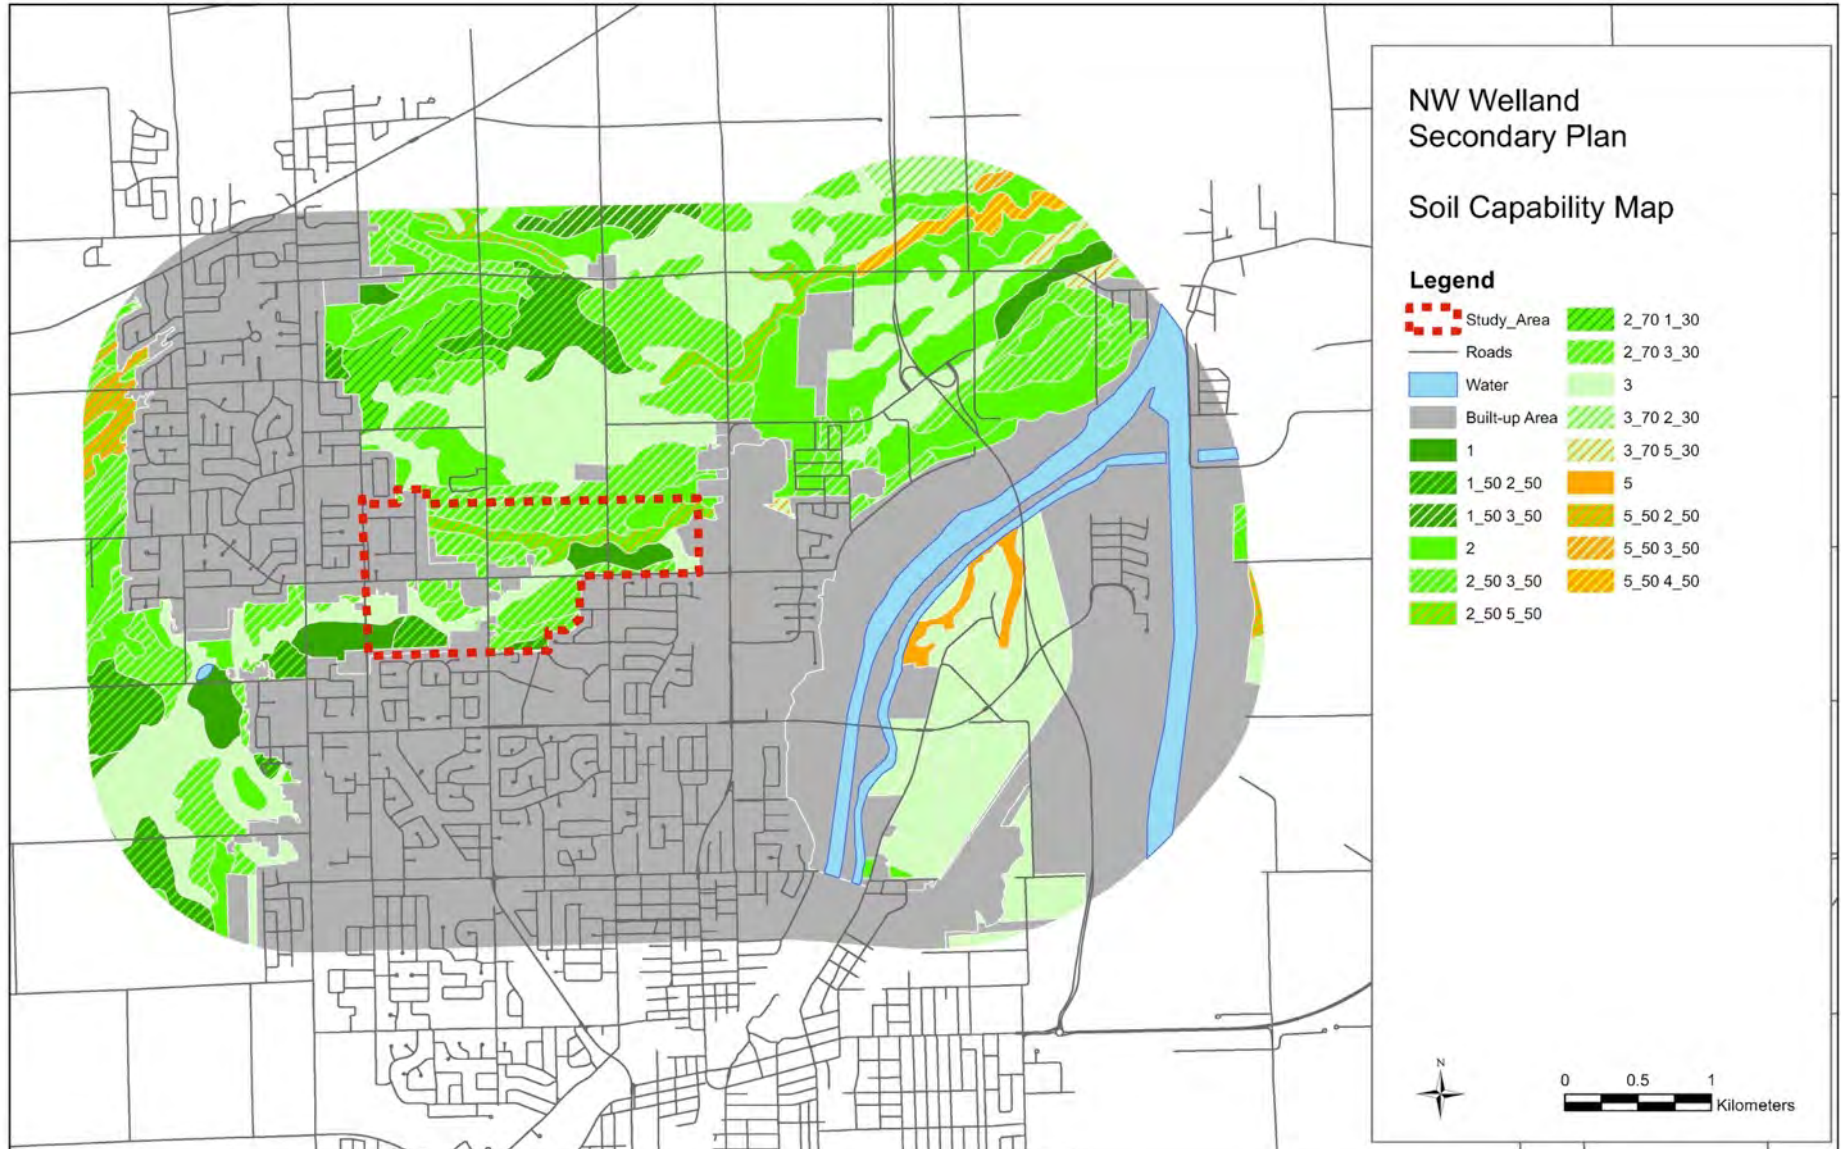 NW Welland
Secondary Plan
Soil Capability Map
Legend
Study_Area
Roads
Water
Built-up Area
1
1_50 2_50
1_50 3_50
2
2_50 3_50
2_50 5_50
2_70 1_30
2_70 3_30
3
3_70 2_30
3_70 5_30
5
5_50 2_50
5_50 3_50
5_50 4_50
N
0 0.5 1
Kilometers